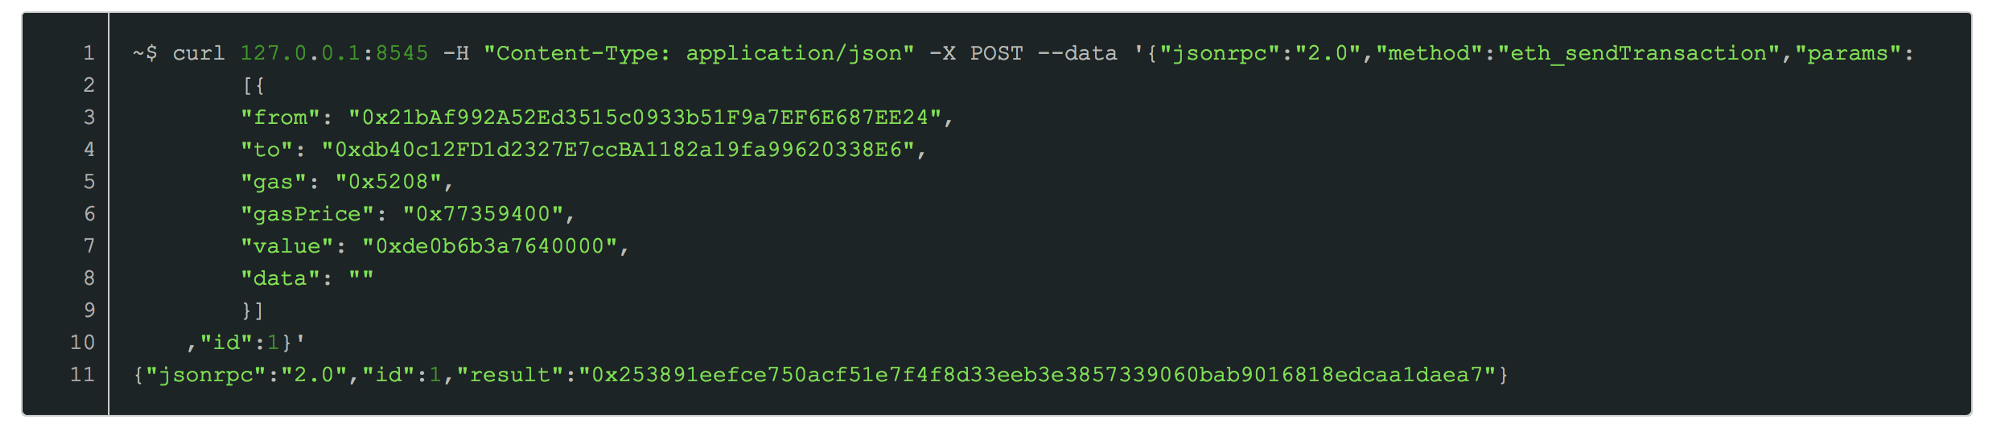 1 ~$ curl 127.0.0.1:8545 -H "Content-Type: application/json" -X POST --data '{"jsonrpc":"2.0","method":"eth_sendTransaction","params":
2 [{
3 "from": "0x21bAf992A52Ed3515c0933b51F9a7EF6E687EE24",
4 "to": "0xdb40c12FD1d2327E7ccBA1182a19fa99620338E6",
5 "gas": "0x5208",
6 "gasPrice": "0x77359400",
7 "value": "0xde0b6b3a7640000",
8 "data": ""
9 }]
10 ,"id":1}'
11 {"jsonrpc":"2.0","id":1,"result":"0x253891eefce750acf51e7f4f8d33eeb3e3857339060bab9016818edcaa1daea7"}